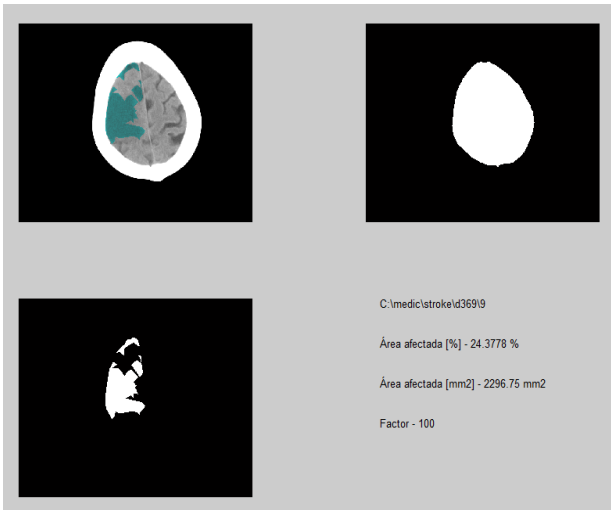 C:\medic\stroke\d369\9
Área afectada [%] - 24.3778 %
Área afectada [mm2] - 2296.75 mm2
Factor - 100